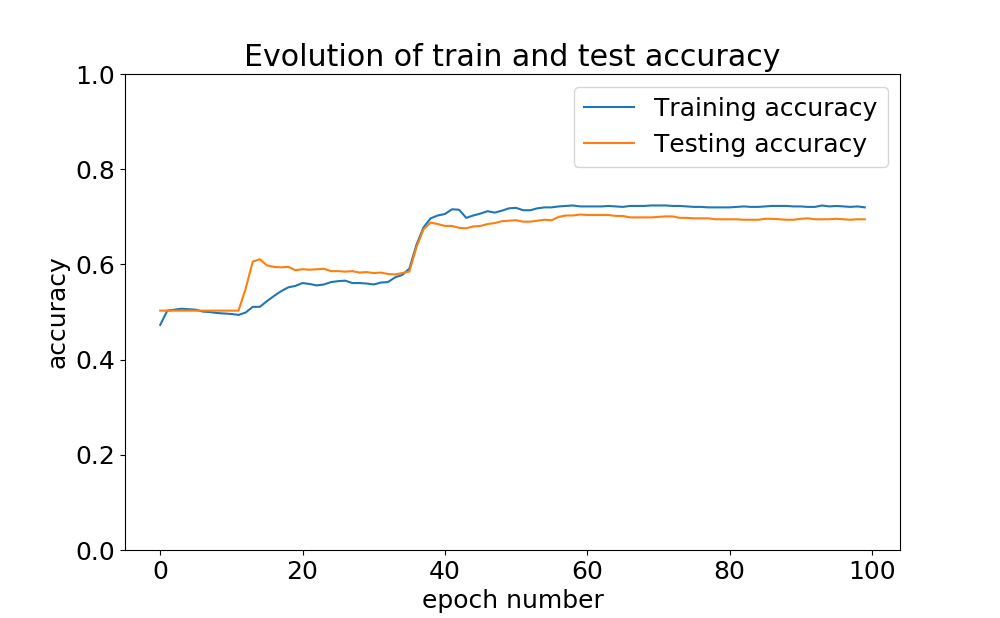 Evolution of train and test accuracy
1.0
Training accuracy
Testing accuracy
0.8
0.6
accuracy
0.4
0.2
0.0
0 20 40 60 80 100
epoch number